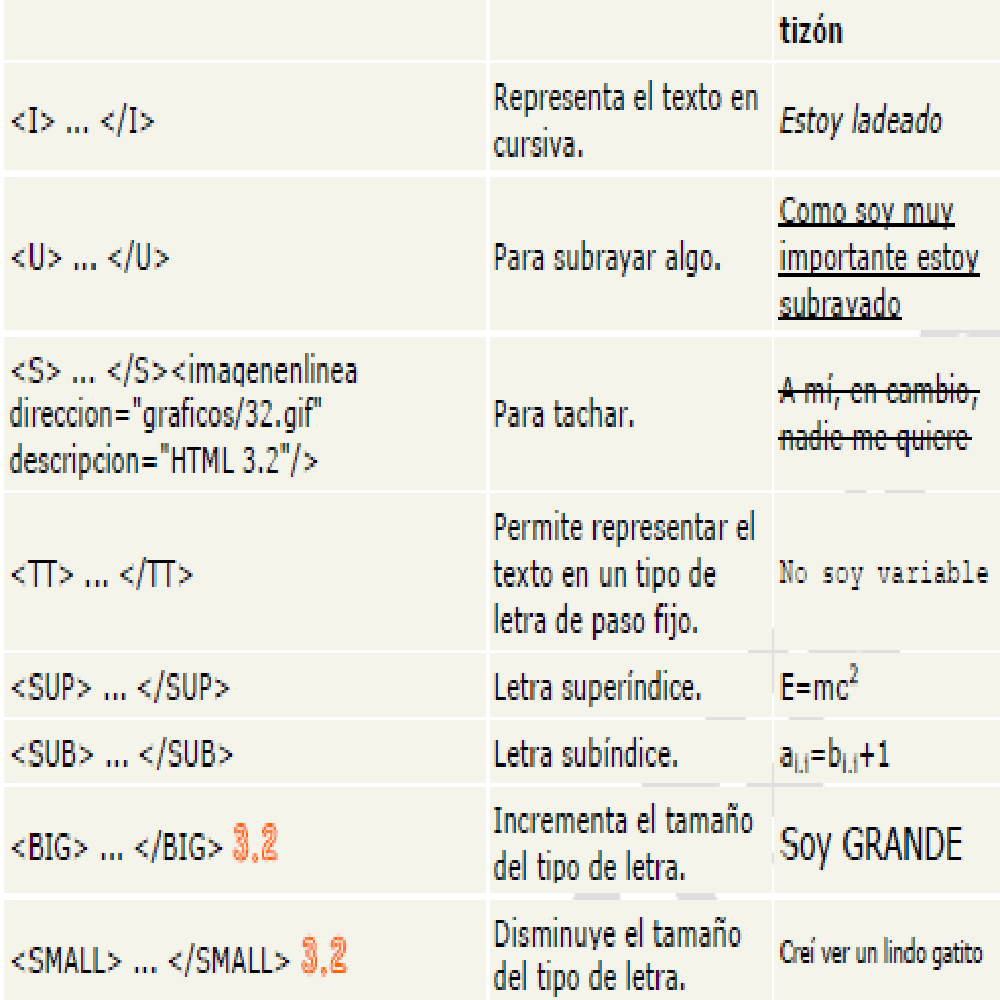 tizón
<I> ... </I>
Representa el texto en
cursiva.
Estoy ladeado
<U> ... </U>
Para subrayar algo.
Como soy muy
importante estoy
subrayado
<S> ... </S><imagenenlinea
direccion="graficos/32.gif"
descripcion="HTML 3.2"/>
Para tachar.
A mí, en cambio,
nadie me quiere
<TT> ... </TT>
Permite representar el
texto en un tipo de
letra de paso fijo.
No soy variable
<SUP> ... </SUP>
Letra superíndice.
E=mc²
<SUB> ... </SUB>
Letra subíndice.
a=b+1
<BIG> ... </BIG> 3.2
Incrementa el tamaño
del tipo de letra.
Soy GRANDE
<SMALL> ... </SMALL> 3.2
Disminuye el tamaño
del tipo de letra.
Creí ver un lindo gatito